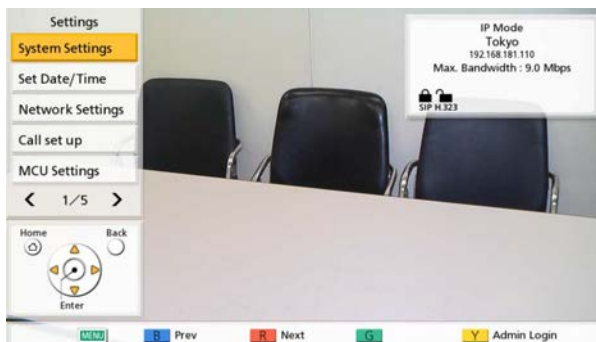 Settings
System Settings
Set Date/Time
Network Settings
Call set up
MCU Settings
1/5
Home
Back
Enter
IP Mode
Tokyo
192.168.181.110
Max. Bandwidth : 9.0 Mbps
SIP H.323
MENU
B Prev
R Next
G
Y Admin Login